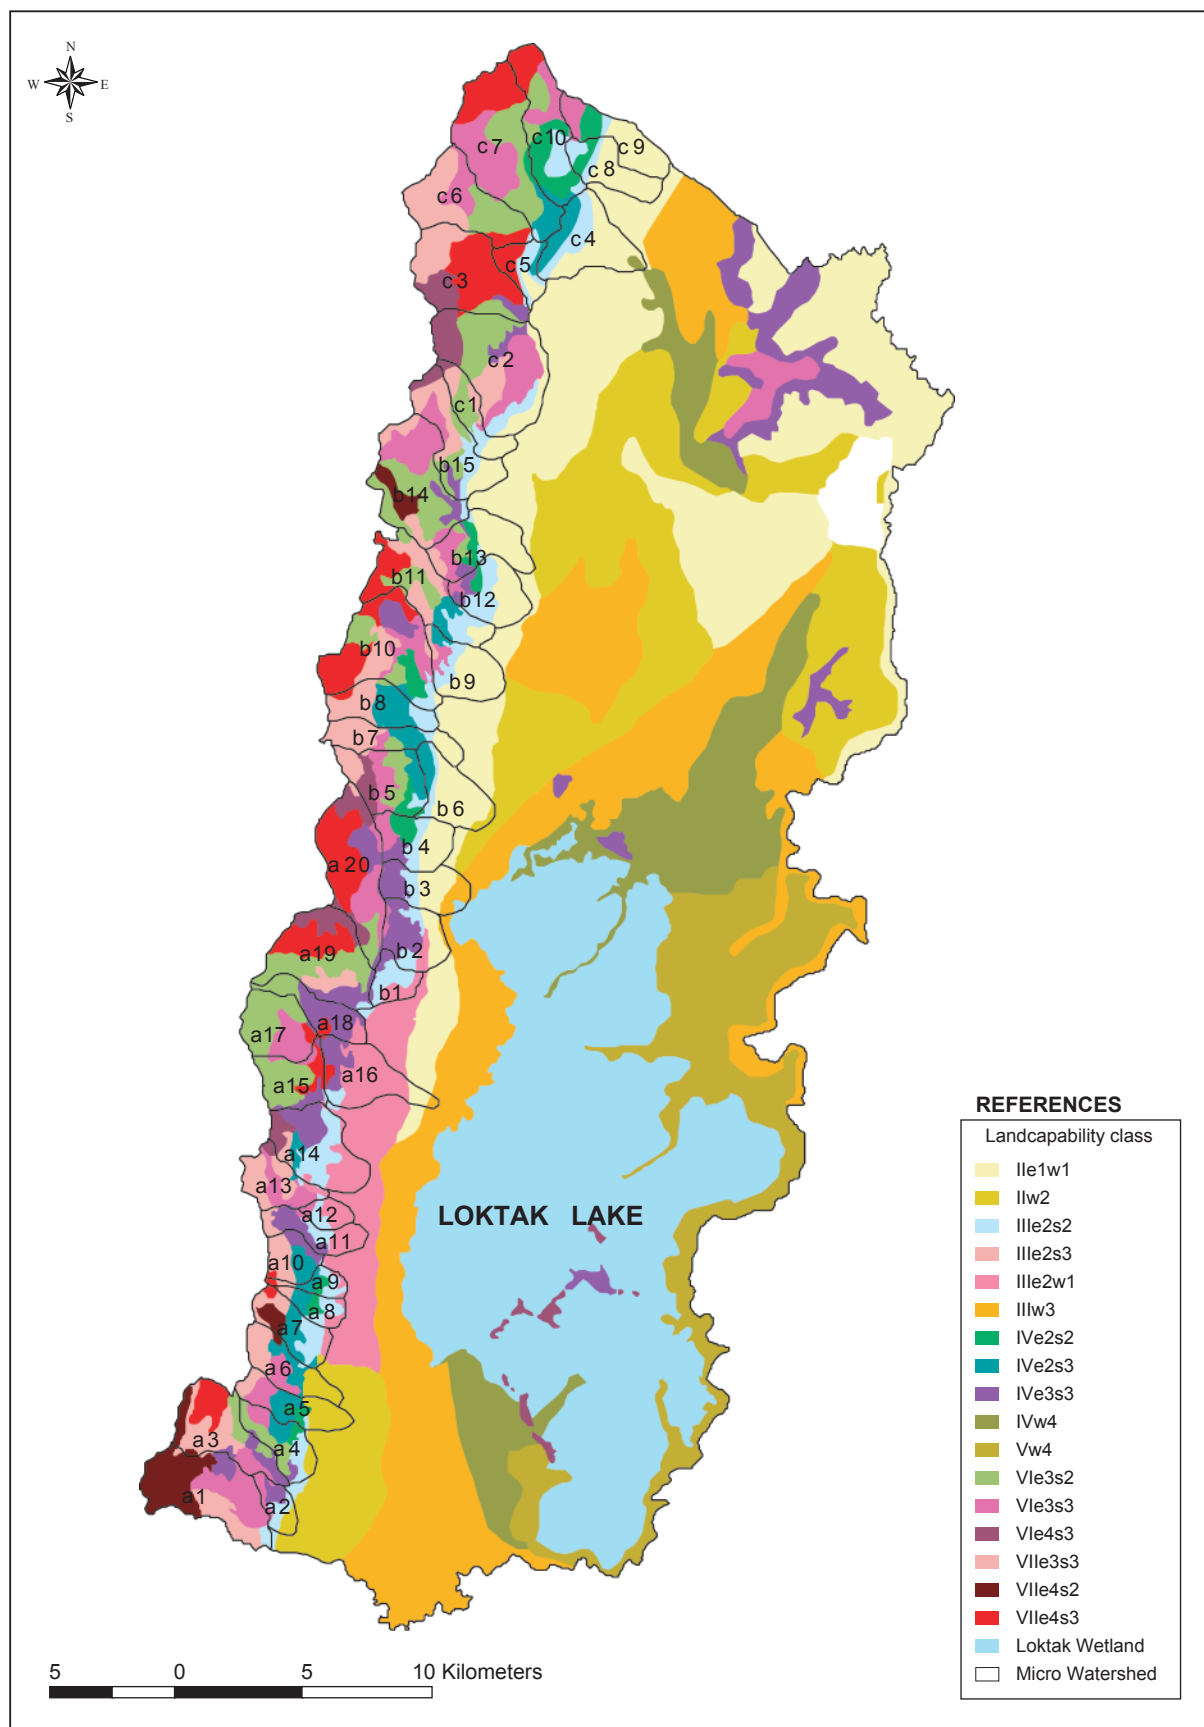 N
W E
S
c10
c7
c9
c8
c6
c4
c5
c3
c2
c1
b15
b14
b13
b11
b12
b10
b9
b8
b7
b5
b6
b4
a20
b3
a19
b2
b1
a18
a17
a16
a15
a14
a13
a12
a11
a10
a9
a8
a7
a6
a5
a3
a4
a1
a2
LOKTAK LAKE
REFERENCES
Landcapability class
IIe1w1
IIw2
IIIe2s2
IIIe2s3
IIIe2w1
IIIw3
IVe2s2
IVe2s3
IVe3s3
IVw4
Vw4
VIe3s2
VIe3s3
VIe4s3
VIIe3s3
VIIe4s2
VIIe4s3
Loktak Wetland
Micro Watershed
5 0 5 10 Kilometers